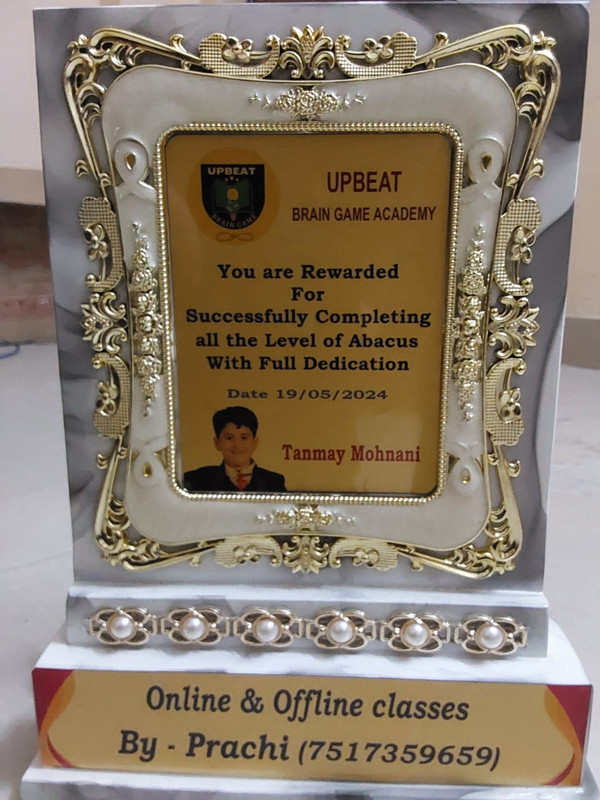 UPBEAT
BRAIN GAME
UPBEAT
BRAIN GAME ACADEMY
You are Rewarded
For
Successfully Completing
all the Level of Abacus
With Full Dedication
Date 19/05/2024
Tanmay Mohnani
Online & Offline classes
By - Prachi (7517359659)